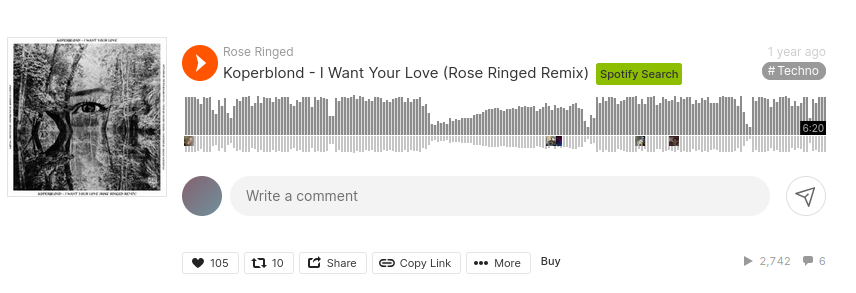 KOPERBLOND - I WANT YOUR LOVE
Rose Ringed
1 year ago
Koperblond - I Want Your Love (Rose Ringed Remix)
Spotify Search
# Techno
6:20
KOPERBLOND - I WANT YOUR LOVE (ROSE RINGED REMIX)
Write a comment
105
10
Share
Copy Link
More
Buy
2,742
6